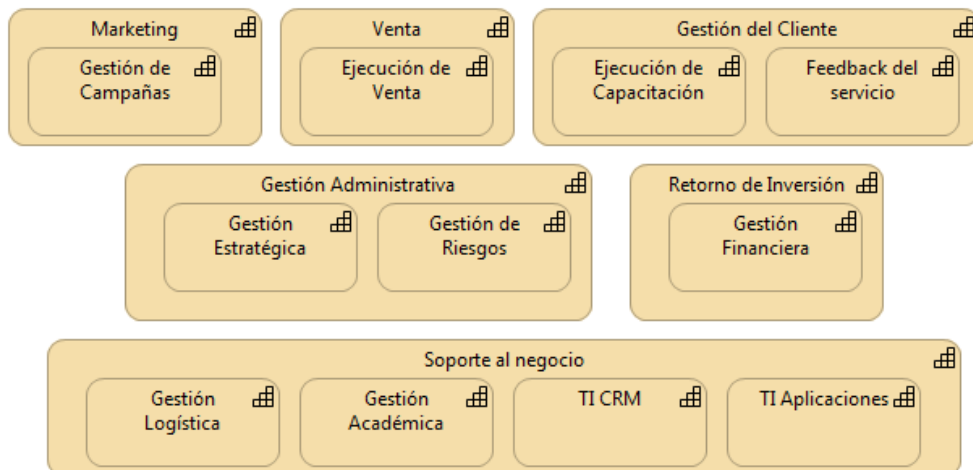 Marketing
Gestión de
Campañas
Venta
Ejecución de
Venta
Gestión del Cliente
Ejecución de
Capacitación
Feedback del
servicio
Gestión Administrativa
Gestión
Estratégica
Gestión de
Riesgos
Retorno de Inversión
Gestión
Financiera
Soporte al negocio
Gestión
Logística
Gestión
Académica
TI CRM
TI Aplicaciones